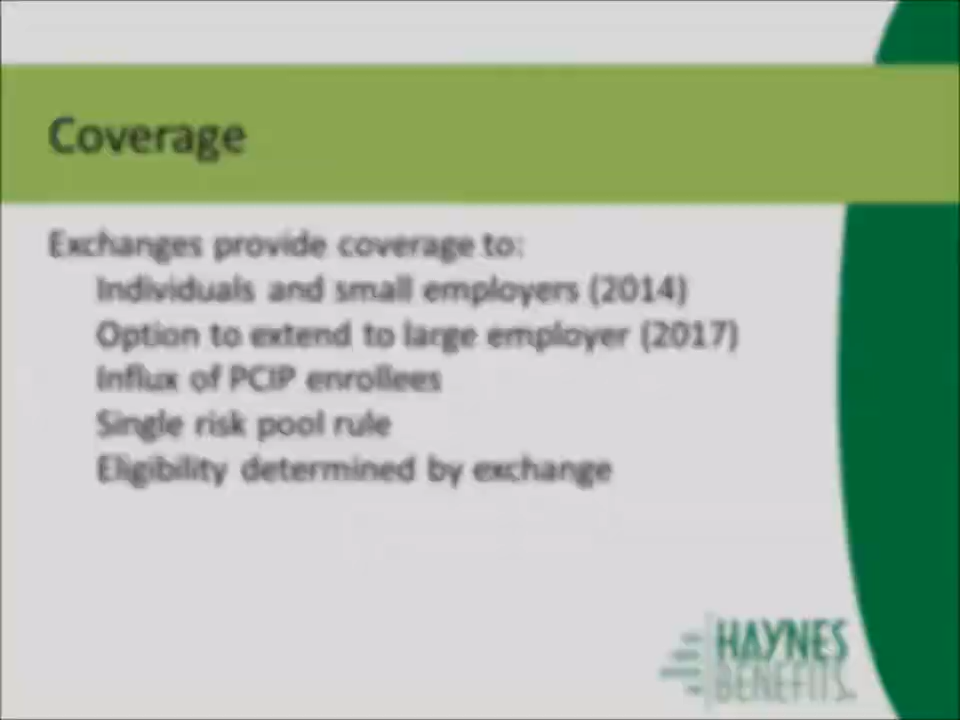 Coverage
Exchanges provide coverage to:
Individuals and small employers (2014)
Option to extend to large employer (2017)
Influx of PCIP enrollees
Single risk pool rule
Eligibility determined by exchange
HAYNES
BENEFITS